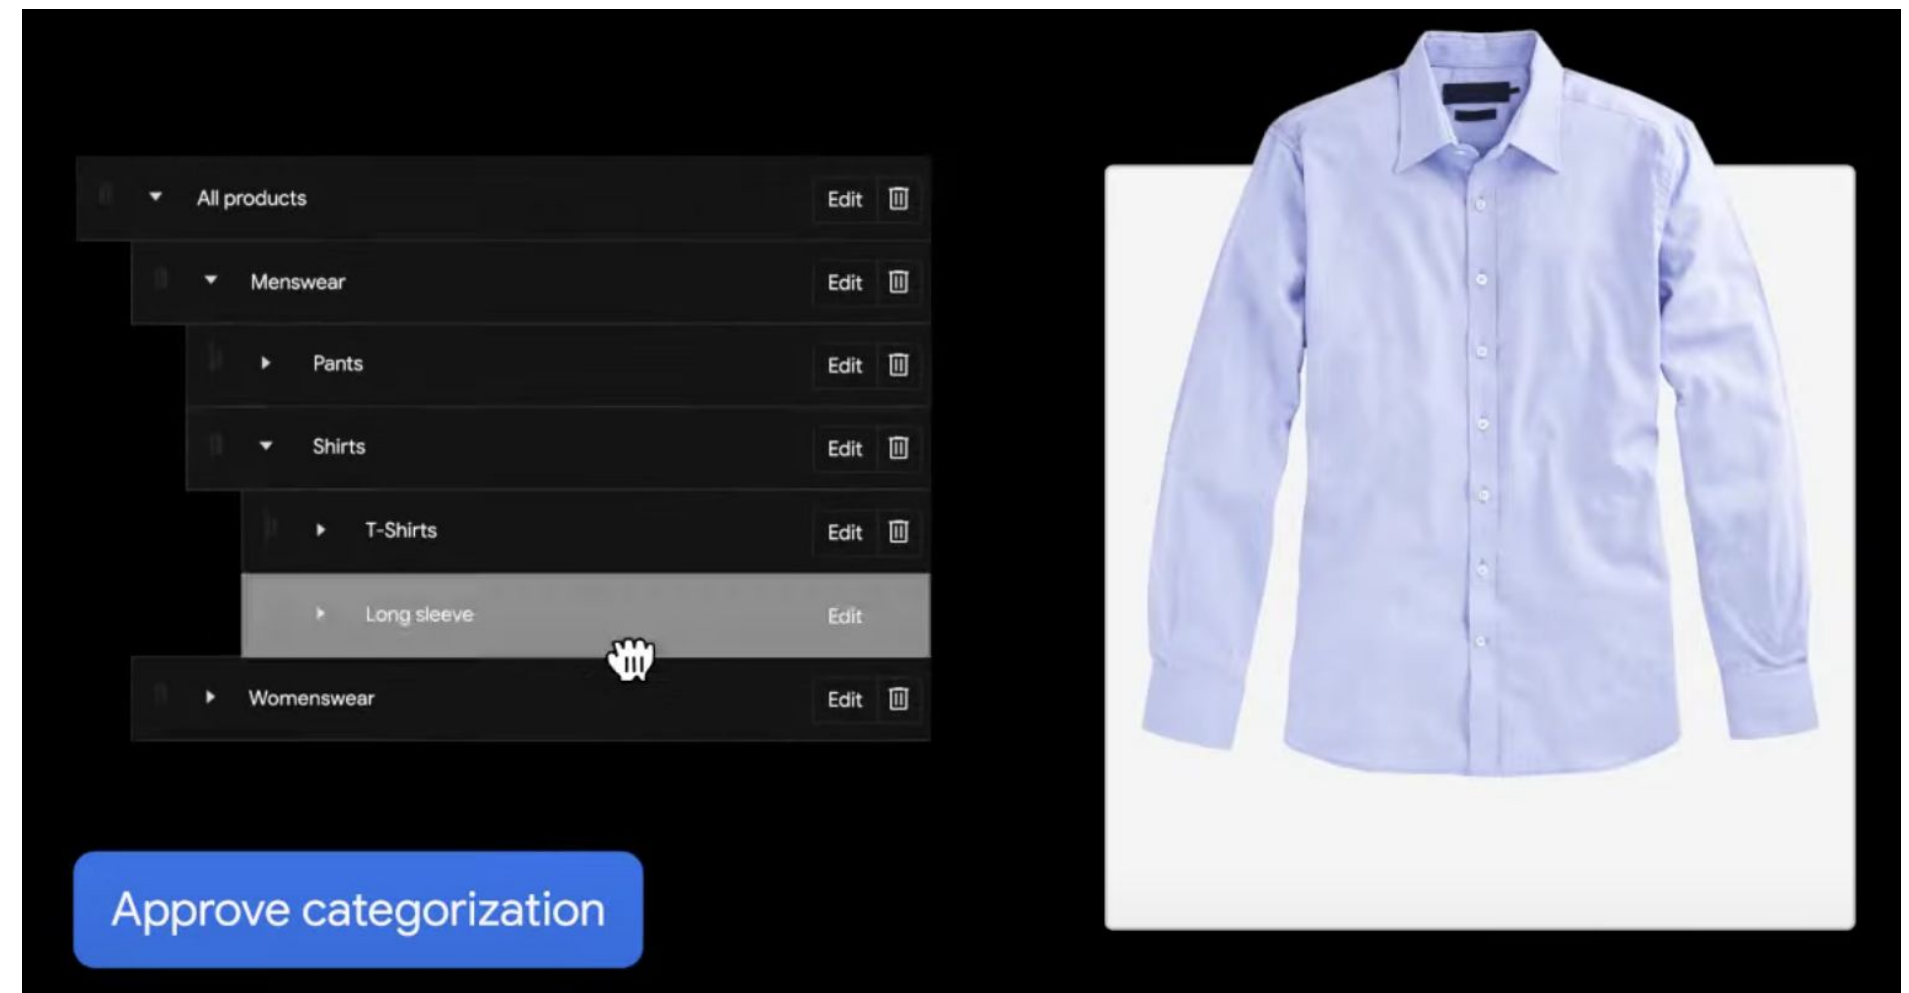 All products Edit
Menswear Edit
Pants Edit
Shirts Edit
T-Shirts Edit
Long sleeve Edit
Womenswear Edit
Approve categorization